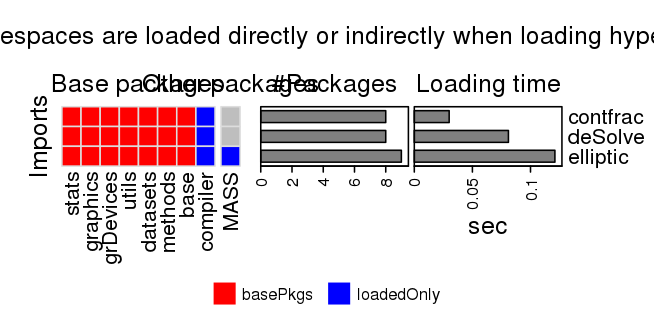 espaces are loaded directly or indirectly when loading hype
Base packages
Other packages
#Packages
Loading time
Imports
contfrac
deSolve
elliptic
stats
graphics
grDevices
utils
datasets
methods
base
compiler
MASS
0 2 4 6 8
0 0.05 0.1
sec
basePkgs loadedOnly